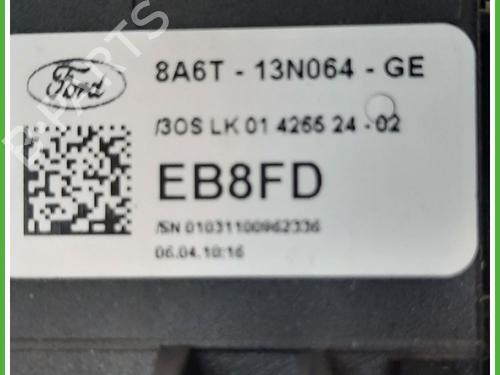 Ford
8A6T - 13N064 - GE
/3OS LK 01 4266 24 - 02
EB8FD
/SN 01031100962336
06.04.10:16
PARTS